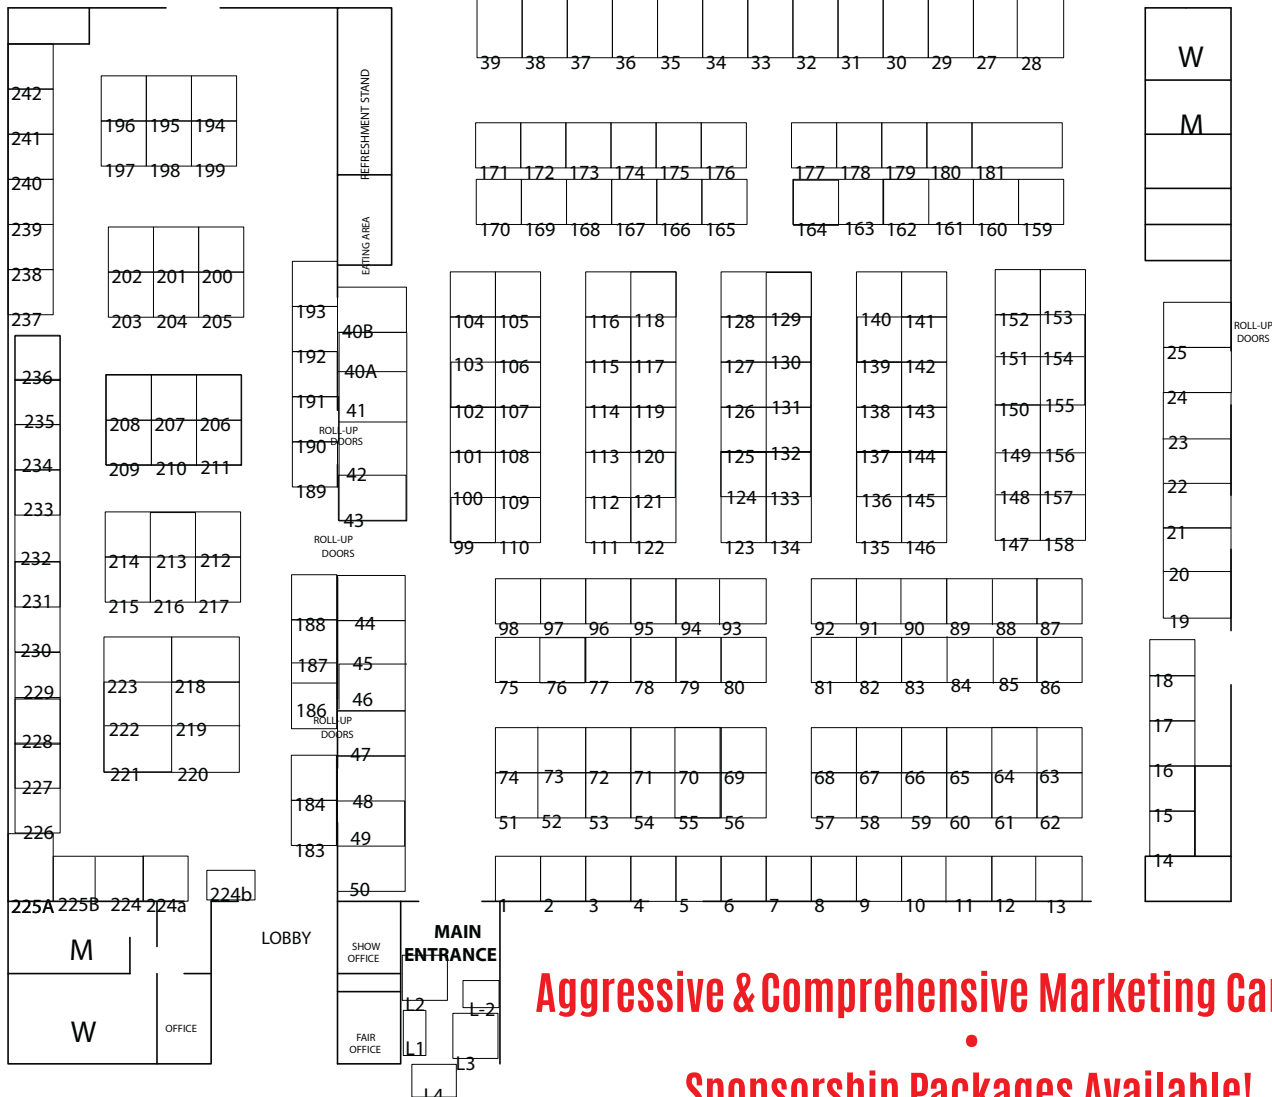 39 38 37 36 35 34 33 32 31 30 29 27 28
W
242
196 195 194
M
241
REFRESHMENT STAND
197 198 199
171 172 173 174 175 176 177 178 179 180 181
240
239
170 169 168 167 166 165 164 163 162 161 160 159
EATING AREA
238
202 201 200
237
203 204 205
193
40B
104 105 116 118 128 129 140 141 152 153
ROLL-UP
DOORS
192
40A
103 106 115 117 127 130 139 142 151 154
25
236
191
41
102 107 114 119 126 131 138 143 150 155
24
235
208 207 206
ROLL-UP
DOORS
190
23
234
209 210 211
42
101 108 113 120 125 132 137 144 149 156
22
189
233
43
100 109 112 121 124 133 136 145 148 157
21
ROLL-UP
DOORS
99 110 111 122 123 134 135 146 147 158
232
214 213 212
20
231
215 216 217
188
44
98 97 96 95 94 93 92 91 90 89 88 87
19
230
187
45
229
223 218
75 76 77 78 79 80 81 82 83 84 85 86
18
186
46
ROLL-UP
DOORS
228
222 219
17
47
227
221 220
74 73 72 71 70 69 68 67 66 65 64 63
16
184
48
226
51 52 53 54 55 56 57 58 59 60 61 62
15
183
49
14
224b
50
225A 225B 224 224a
1 2 3 4 5 6 7 8 9 10 11 12 13
M
LOBBY
SHOW
OFFICE
MAIN
ENTRANCE
L2
L-2
Aggressive & Comprehensive Marketing
W
OFFICE
FAIR
OFFICE
L1
L3
•
L4
Sponsorship Packages Available!